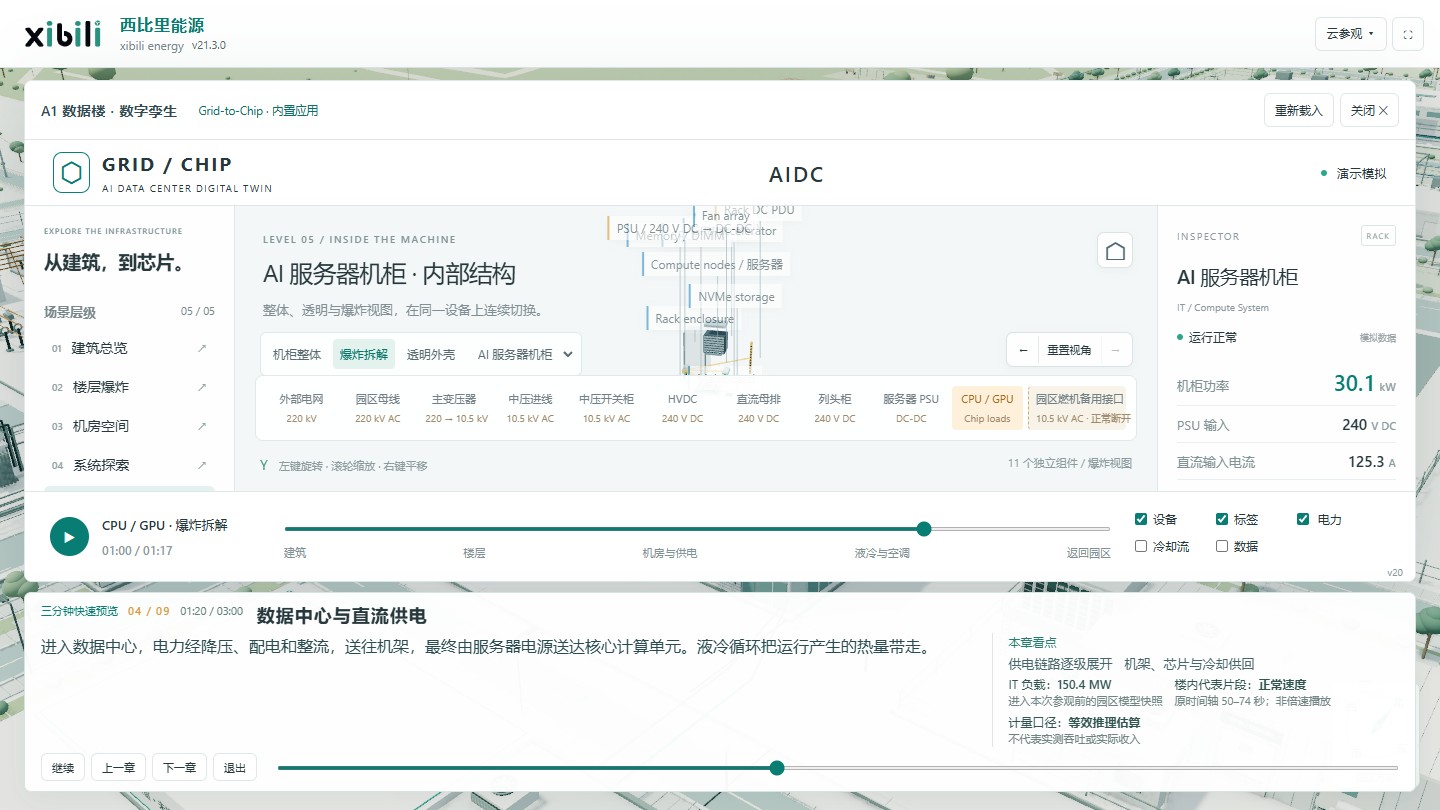 xibili
西比里能源
xibili energy v21.3.0
云参观
A1 数据楼 · 数字孪生 Grid-to-Chip · 内置应用
重新载入
关闭 ×
GRID / CHIP
AI DATA CENTER DIGITAL TWIN
AIDC
演示模拟
EXPLORE THE INFRASTRUCTURE
从建筑，到芯片。
场景层级 05 / 05
01 建筑总览 ↗
02 楼层爆炸 ↗
03 机房空间 ↗
04 系统探索 ↗
LEVEL 05 / INSIDE THE MACHINE
AI 服务器机柜 · 内部结构
整体、透明与爆炸视图，在同一设备上连续切换。
机柜整体 爆炸拆解 透明外壳 AI 服务器机柜
Rack DC PDU
Fan array
PSU / 240 V DC → DC-DC
Memory / DIMM
Compute nodes / 服务器
NVMe storage
Rack enclosure
← 重置视角 →
外部电网 园区母线 主变压器 中压进线 中压开关柜 HVDC 直流母排 列头柜 服务器 PSU CPU / GPU 园区燃机备用接口
220 kV 220 kV AC 220 → 10.5 kV 10.5 kV AC 10.5 kV AC 240 V DC 240 V DC 240 V DC DC-DC Chip loads 10.5 kV AC · 正常断开
Y 左键旋转 · 滚轮缩放 · 右键平移
11 个独立组件 / 爆炸视图
INSPECTOR RACK
AI 服务器机柜
IT / Compute System
运行正常 模拟数据
机柜功率 30.1 kW
PSU 输入 240 V DC
直流输入电流 125.3 A
CPU / GPU · 爆炸拆解
01:00 / 01:17
建筑 楼层 机房与供电 液冷与空调 返回园区
设备 标签 电力
冷却流 数据
v20
三分钟快速预览 04 / 09 01:20 / 03:00 数据中心与直流供电
进入数据中心，电力经降压、配电和整流，送往机架，最终由服务器电源送达核心计算单元。液冷循环把运行产生的热量带走。
本章看点
供电链路逐级展开 机架、芯片与冷却供回
IT 负载：150.4 MW 楼内代表片段：正常速度
进入本次参观前的园区模型快照 原时间轴 50–74 秒；非倍速播放
计量口径：等效推理估算
不代表实测吞吐或实际收入
继续 上一章 下一章 退出